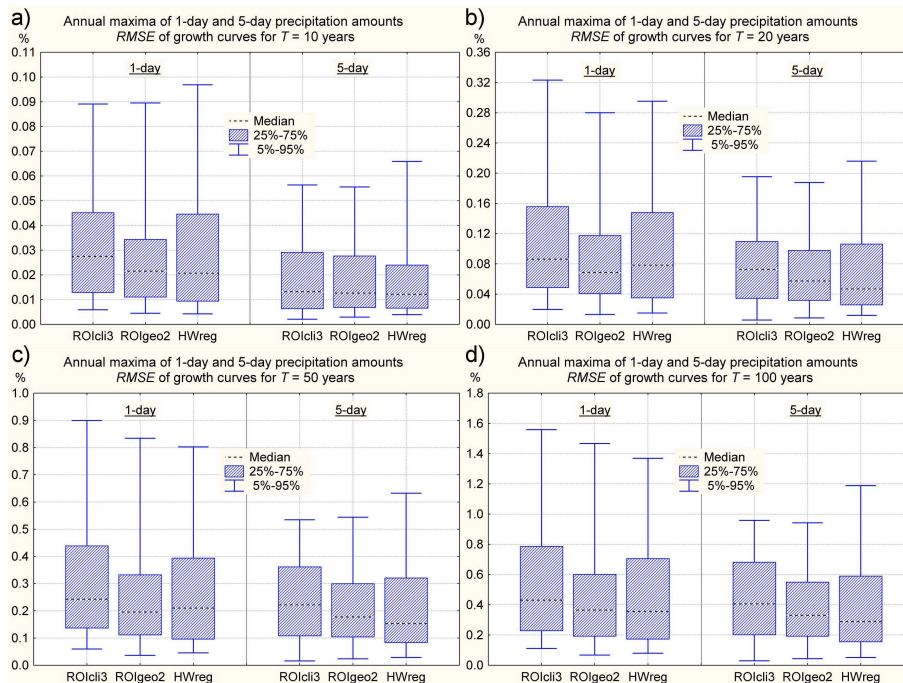 a)
Annual maxima of 1-day and 5-day precipitation amounts
RMSE of growth curves for T = 10 years
%
0.11
0.10
0.09
0.08
0.07
0.06
0.05
0.04
0.03
0.02
0.01
0.00
1-day
5-day
Median
25%-75%
5%-95%
ROIcli3 ROIgeo2 HWreg ROIcli3 ROIgeo2 HWreg
b)
Annual maxima of 1-day and 5-day precipitation amounts
RMSE of growth curves for T = 20 years
%
0.36
0.32
0.28
0.24
0.20
0.16
0.12
0.08
0.04
0.00
1-day
5-day
Median
25%-75%
5%-95%
ROIcli3 ROIgeo2 HWreg ROIcli3 ROIgeo2 HWreg
c)
Annual maxima of 1-day and 5-day precipitation amounts
RMSE of growth curves for T = 50 years
%
1.0
0.9
0.8
0.7
0.6
0.5
0.4
0.3
0.2
0.1
0.0
1-day
5-day
Median
25%-75%
5%-95%
ROIcli3 ROIgeo2 HWreg ROIcli3 ROIgeo2 HWreg
d)
Annual maxima of 1-day and 5-day precipitation amounts
RMSE of growth curves for T = 100 years
%
1.8
1.6
1.4
1.2
1.0
0.8
0.6
0.4
0.2
0.0
1-day
5-day
Median
25%-75%
5%-95%
ROIcli3 ROIgeo2 HWreg ROIcli3 ROIgeo2 HWreg